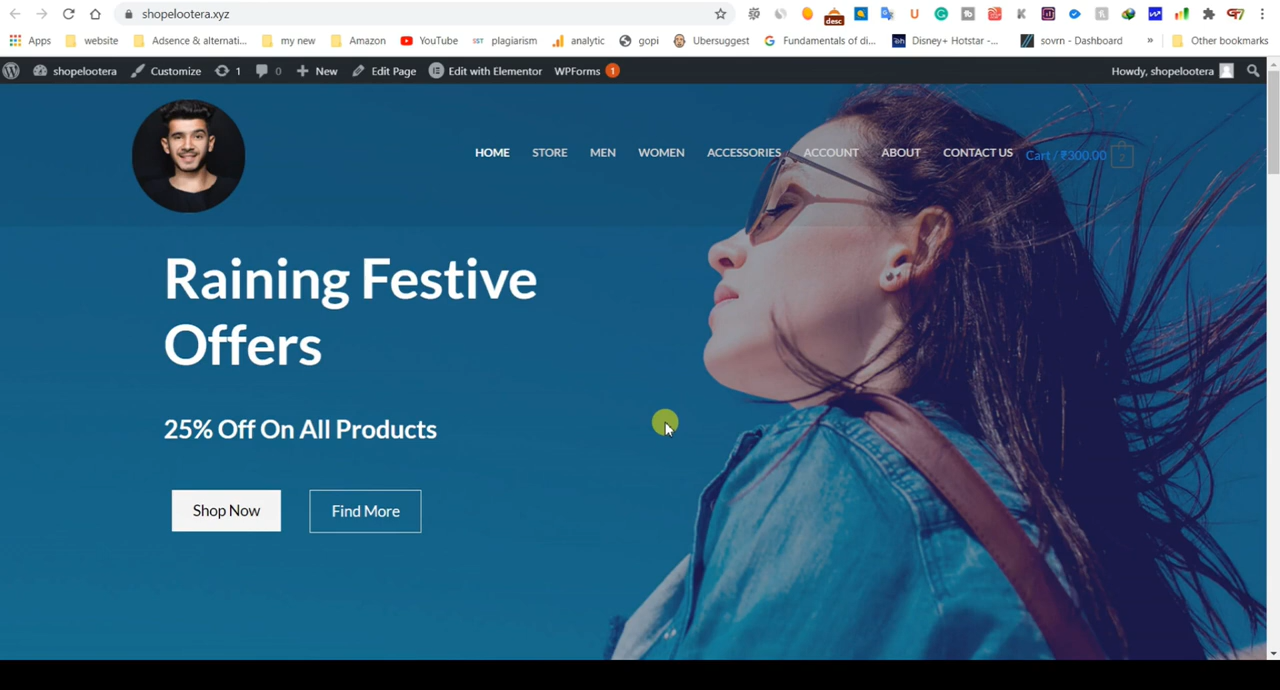 shopelootera.xyz
desc
Apps website Adsence & alternati... my new Amazon YouTube SST plagiarism analytic gopi Ubersuggest Fundamentals of di... Disney+ Hotstar -... sovrn - Dashboard » Other bookmarks
shopelootera Customize 1 0 New Edit Page Edit with Elementor WPForms 1 Howdy, shopelootera
HOME STORE MEN WOMEN ACCESSORIES ACCOUNT ABOUT CONTACT US Cart / ₹300.00 2
Raining Festive
Offers
25% Off On All Products
Shop Now Find More